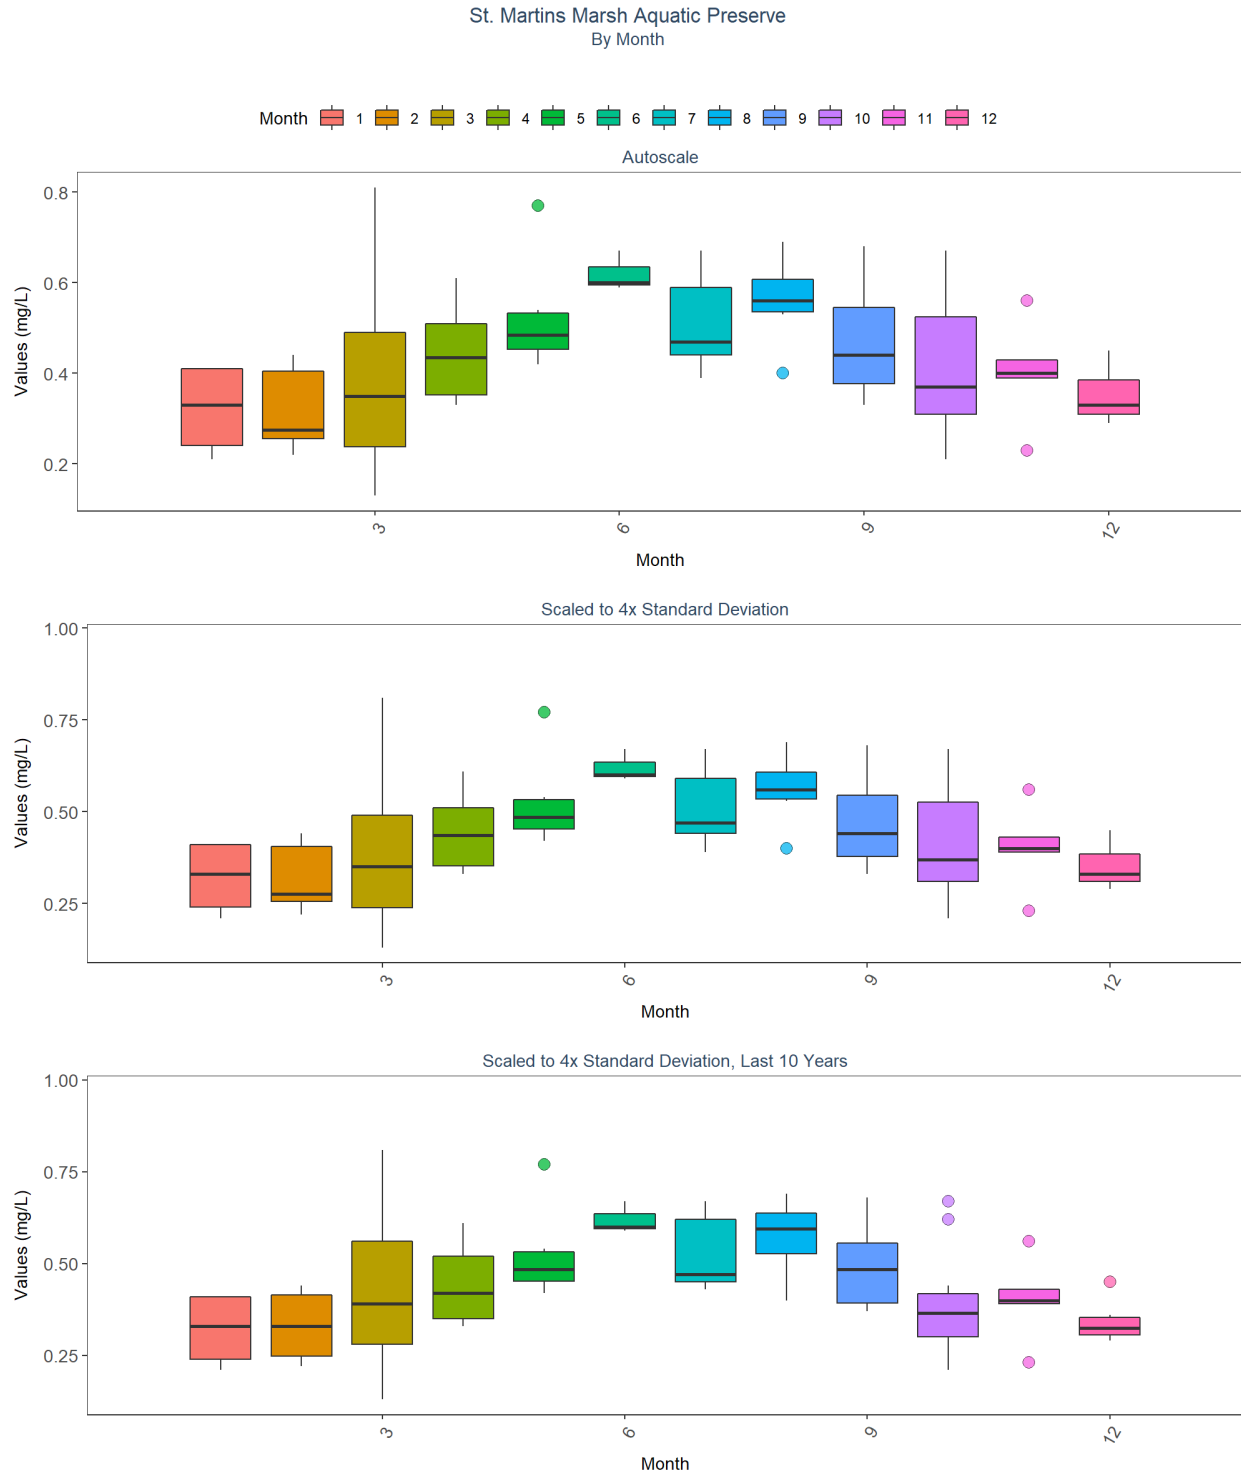 St. Martins Marsh Aquatic Preserve
By Month
Month 1 2 3 4 5 6 7 8 9 10 11 12
Autoscale
Values (mg/L)
0.8
0.6
0.4
0.2
3 6 9 12
Month
Scaled to 4x Standard Deviation
Values (mg/L)
1.00
0.75
0.50
0.25
3 6 9 12
Month
Scaled to 4x Standard Deviation, Last 10 Years
Values (mg/L)
1.00
0.75
0.50
0.25
3 6 9 12
Month